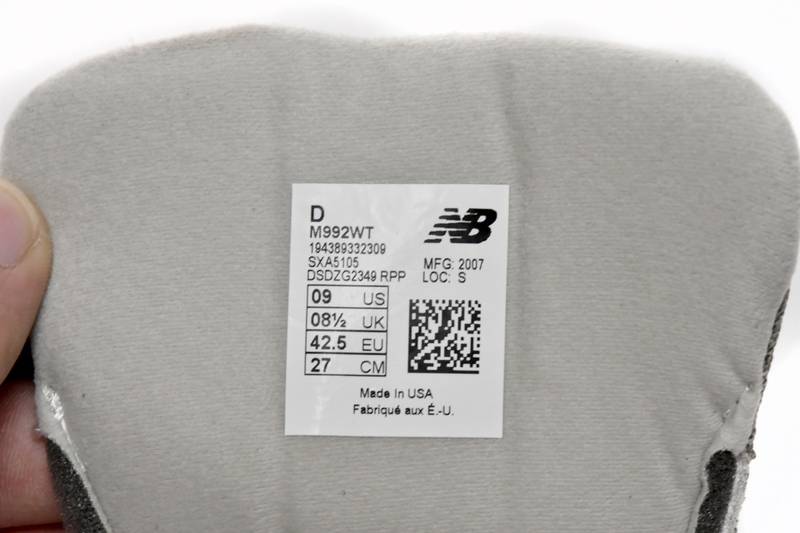 D
M992WT
194389332309
SXA5105
DSDZG2349 RPP
NB
MFG: 2007
LOC: S
09 US
08½ UK
42.5 EU
27 CM
Made In USA
Fabriqué aux É.-U.